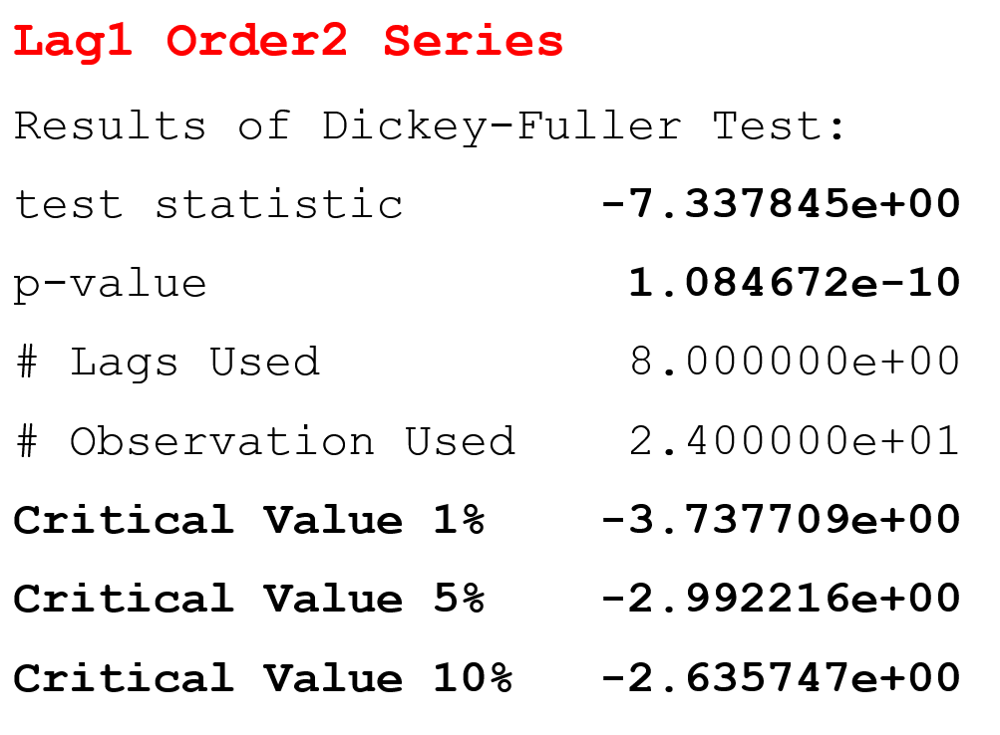 Lag1 Order2 Series
Results of Dickey-Fuller Test:
test statistic -7.337845e+00
p-value 1.084672e-10
# Lags Used 8.000000e+00
# Observation Used 2.400000e+01
Critical Value 1% -3.737709e+00
Critical Value 5% -2.992216e+00
Critical Value 10% -2.635747e+00